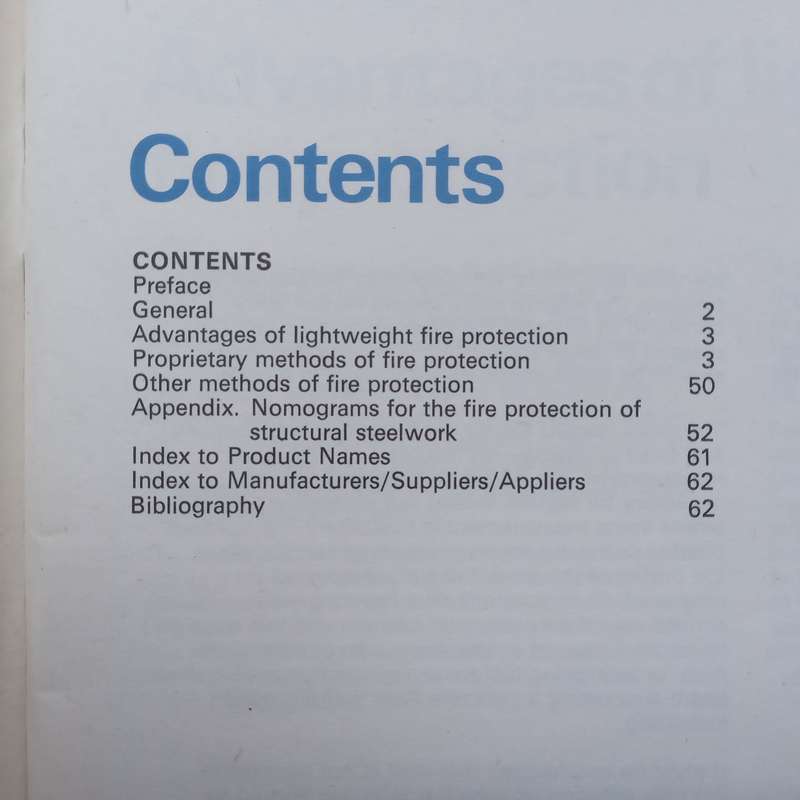 Contents
CONTENTS
Preface
General 2
Advantages of lightweight fire protection 3
Proprietary methods of fire protection 3
Other methods of fire protection 50
Appendix. Nomograms for the fire protection of
structural steelwork 52
Index to Product Names 61
Index to Manufacturers/Suppliers/Appliers 62
Bibliography 62